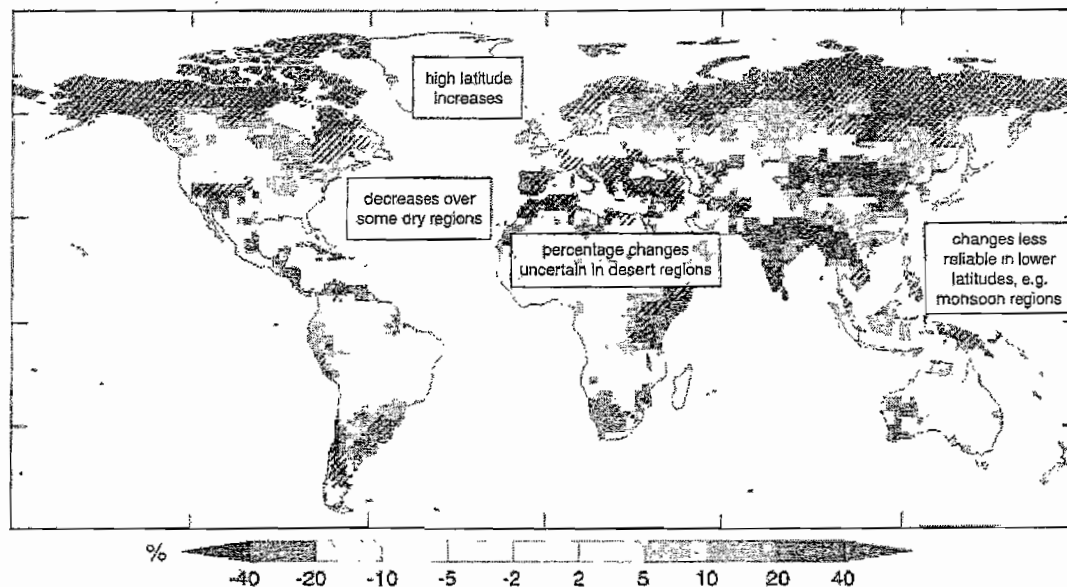 high latitude
increases
decreases over
some dry regions
percentage changes
uncertain in desert regions
changes less
reliable in lower
latitudes, e.g.
monsoon regions
% -40 -20 -10 -5 -2 2 5 10 20 40